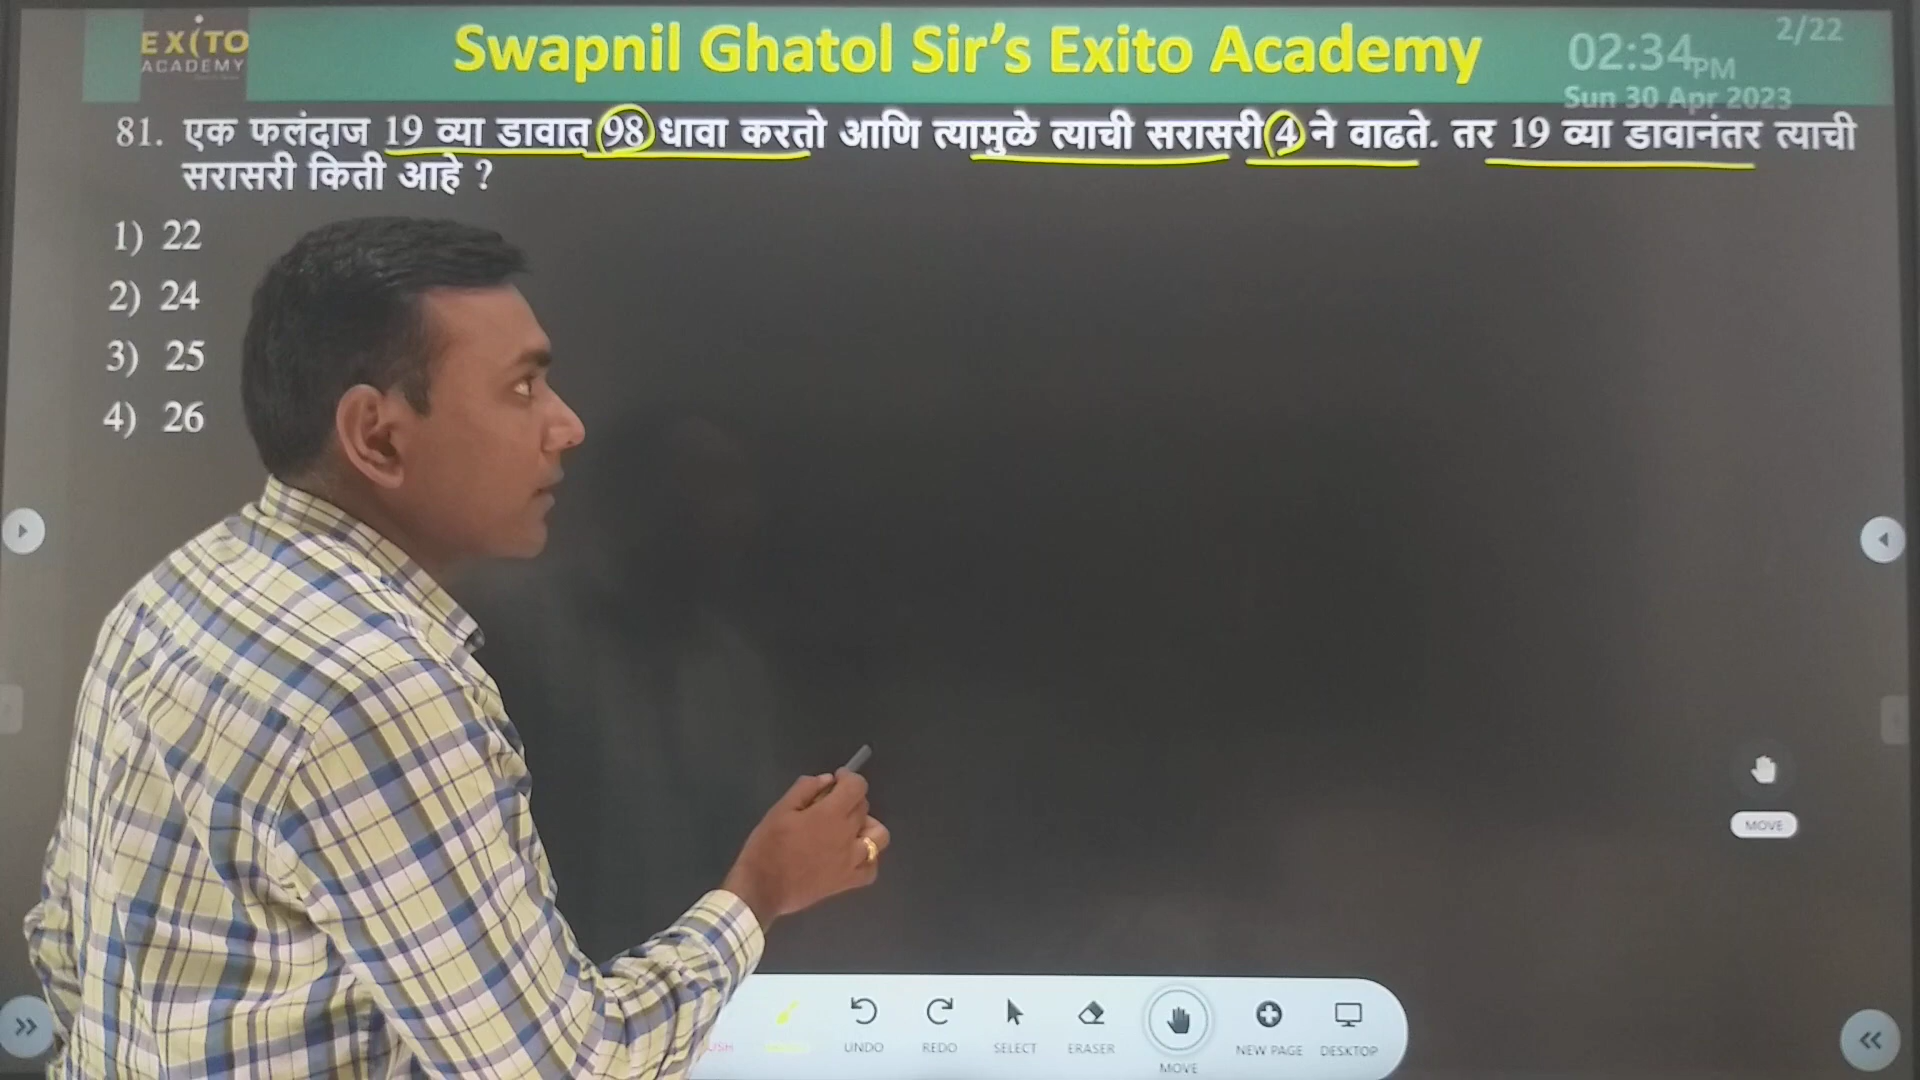 EXiTO
ACADEMY
Swapnil Ghatol Sir's Exito Academy
02:34PM
2/22
Sun 30 Apr 2023
81. एक फलंदाज 19 व्या डावात 98 धावा करतो आणि त्यामुळे त्याची सरासरी 4 ने वाढते. तर 19 व्या डावानंतर त्याची
सरासरी किती आहे ?
1) 22
2) 24
3) 25
4) 26
MOVE
UNDO REDO SELECT ERASER MOVE NEW PAGE DESKTOP